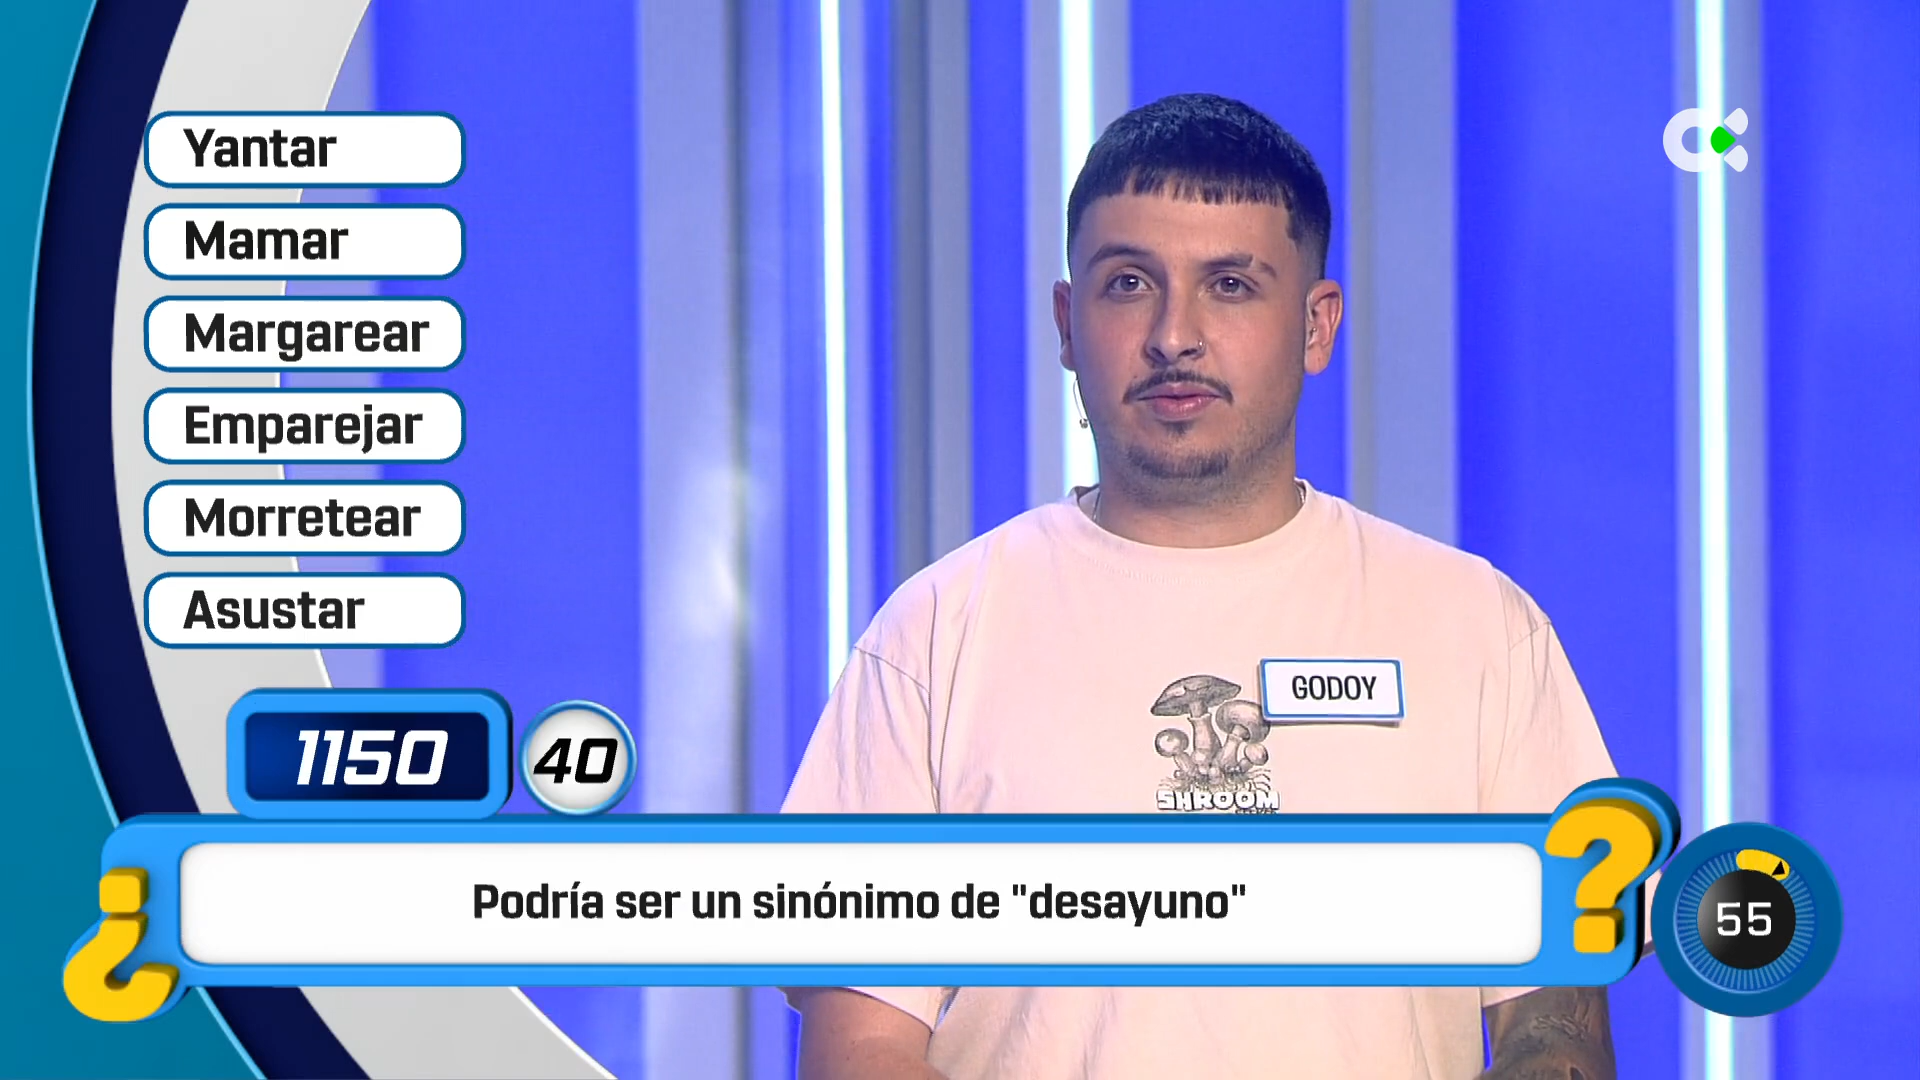 Yantar
Mamar
Margarear
Emparejar
Morretear
Asustar
GODOY
SHROOM
1150
40
¿
Podría ser un sinónimo de "desayuno"
?
55